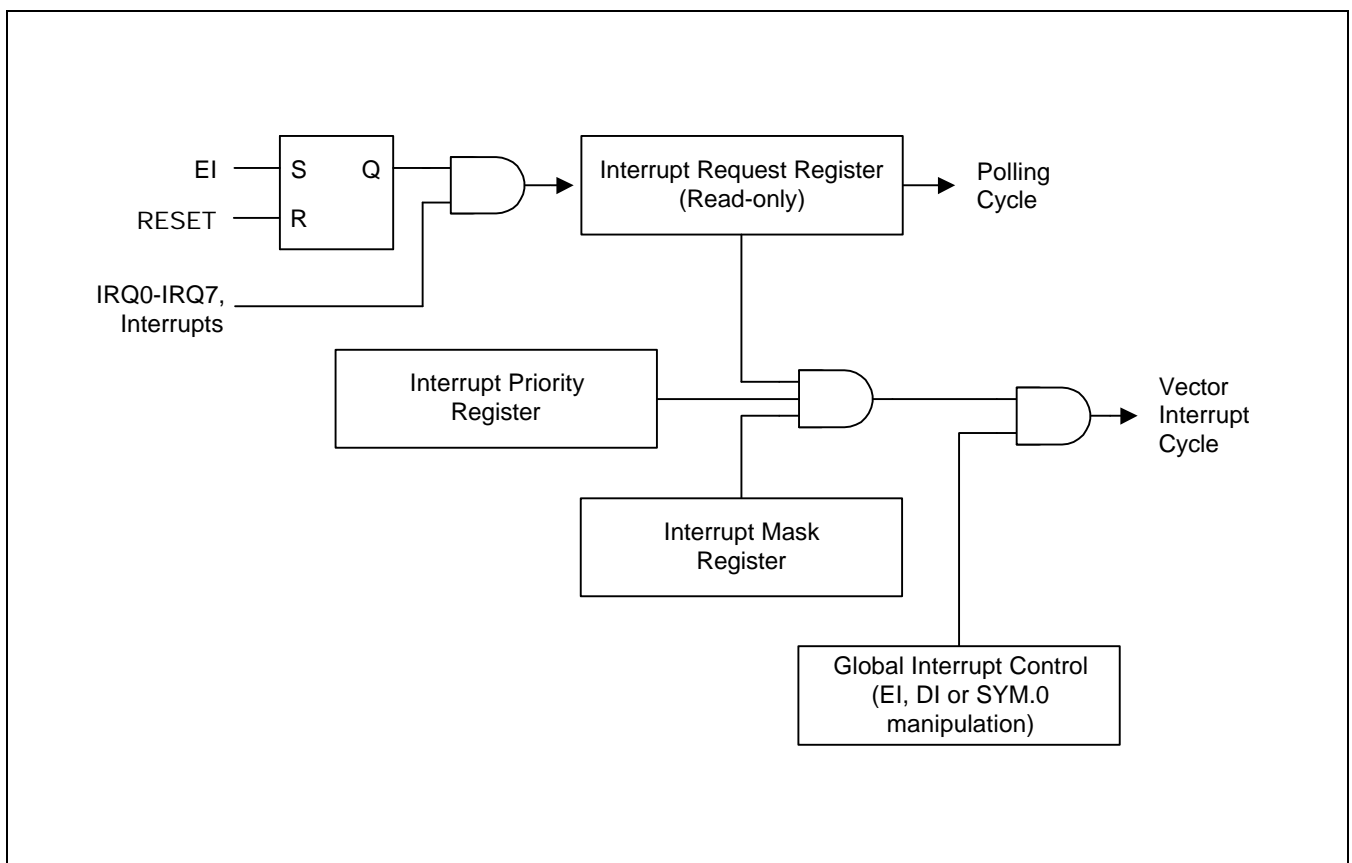 EI
S
Q
RESET
R
IRQ0-IRQ7,
Interrupts
Interrupt Request Register
(Read-only)
Polling
Cycle
Interrupt Priority
Register
Vector
Interrupt
Cycle
Interrupt Mask
Register
Global Interrupt Control
(EI, DI or SYM.0
manipulation)